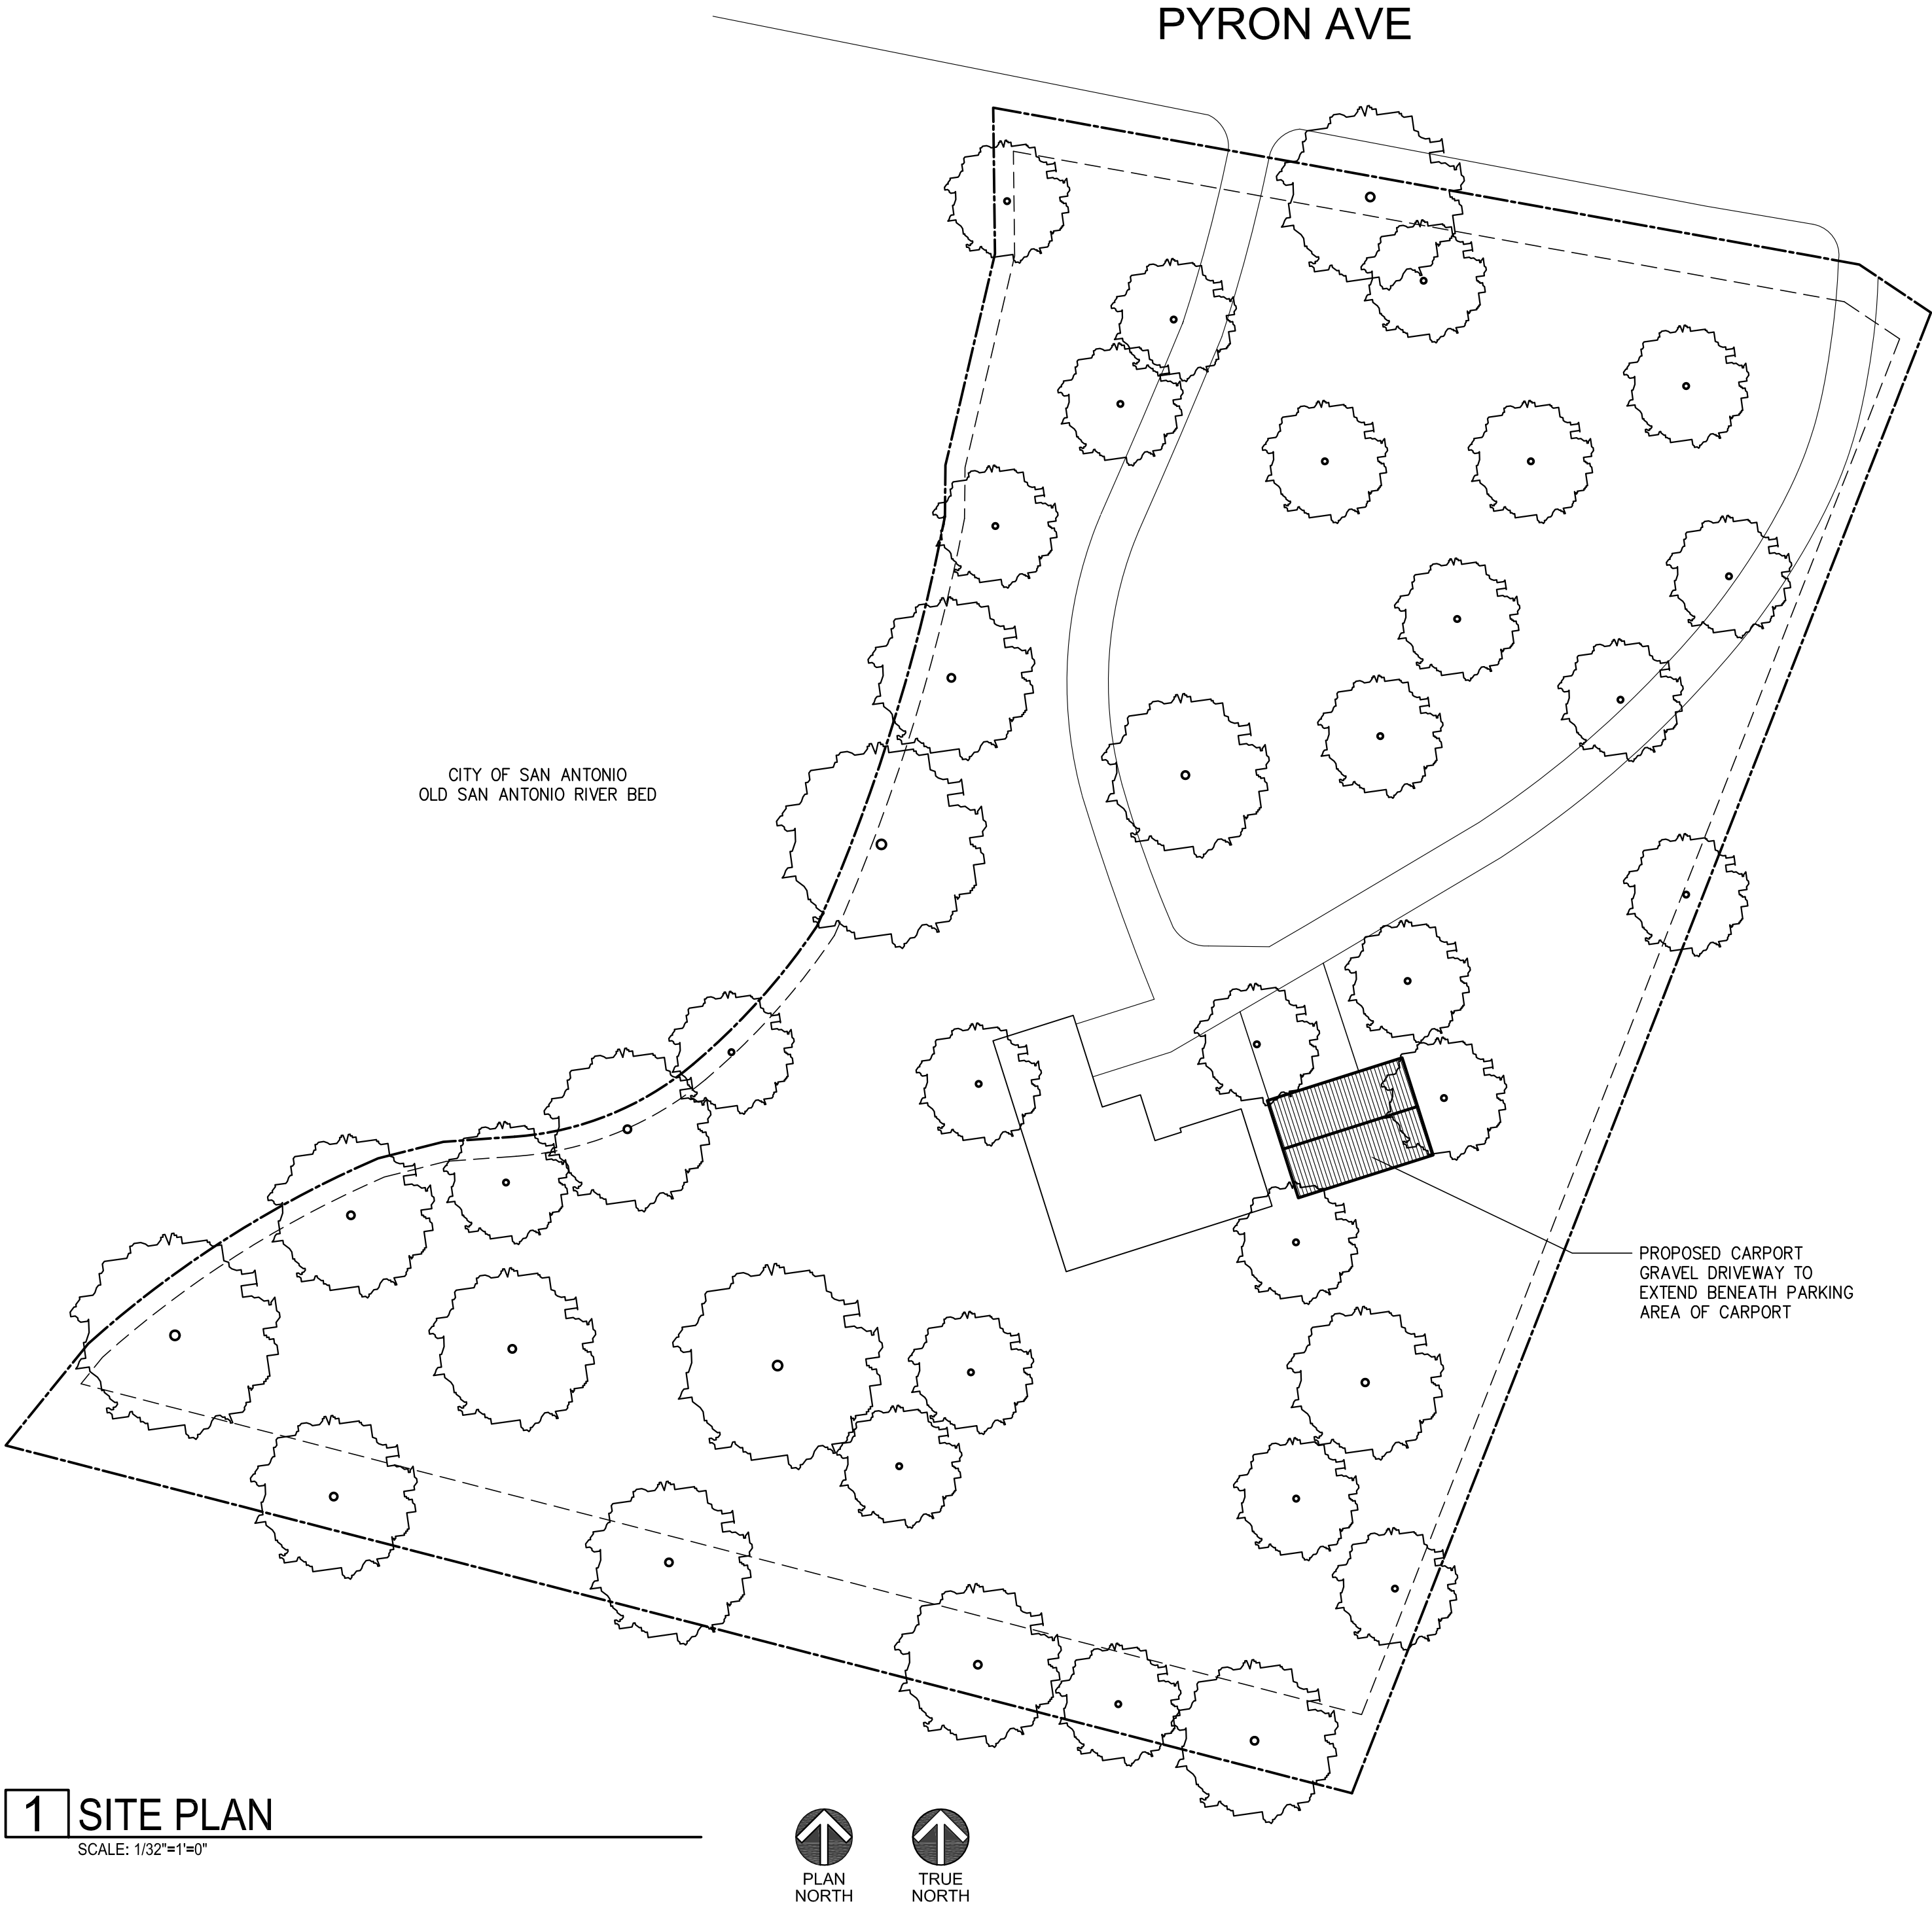 PYRON AVE
CITY OF SAN ANTONIO
OLD SAN ANTONIO RIVER BED
PROPOSED CARPORT
GRAVEL DRIVEWAY TO
EXTEND BENEATH PARKING
AREA OF CARPORT
1 SITE PLAN
SCALE: 1/32"=1'=0"
PLAN
NORTH
TRUE
NORTH